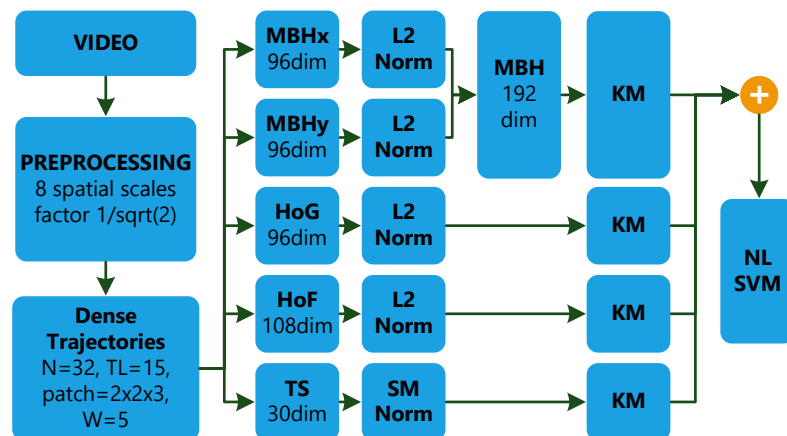 VIDEO
PREPROCESSING
8 spatial scales
factor 1/sqrt(2)
Dense
Trajectories
N=32, TL=15,
patch=2x2x3,
W=5
MBHx
96dim
L2
Norm
MBHy
96dim
L2
Norm
MBH
192
dim
KM
HoG
96dim
L2
Norm
KM
HoF
108dim
L2
Norm
KM
TS
30dim
SM
Norm
KM
+
NL
SVM